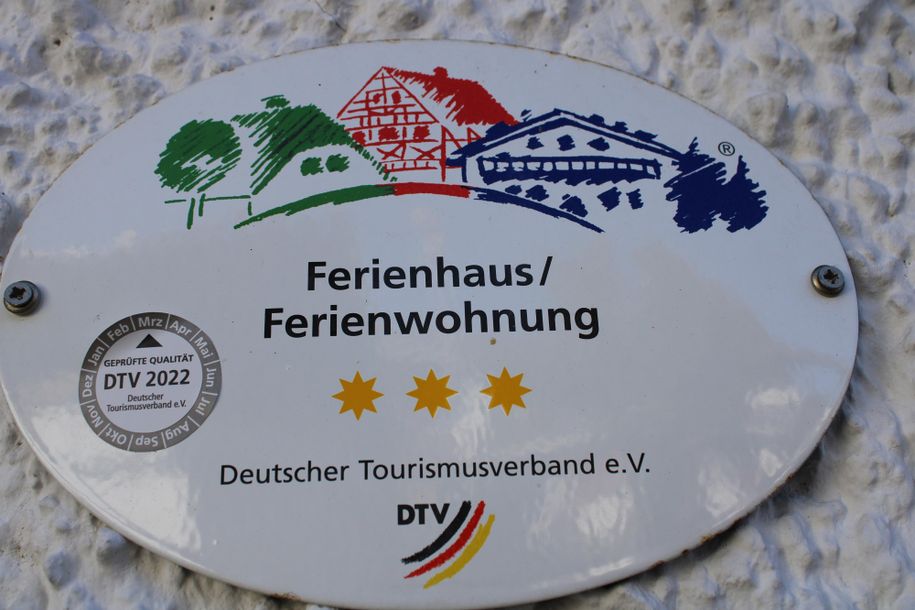 ®
Ferienhaus/
Ferienwohnung
Jan Feb Mrz Apr Mai Jun Jul Aug Sep Okt Nov Dez
GEPRÜFTE QUALITÄT
DTV 2022
Deutscher
Tourismusverband e.V.
Deutscher Tourismusverband e.V.
DTV